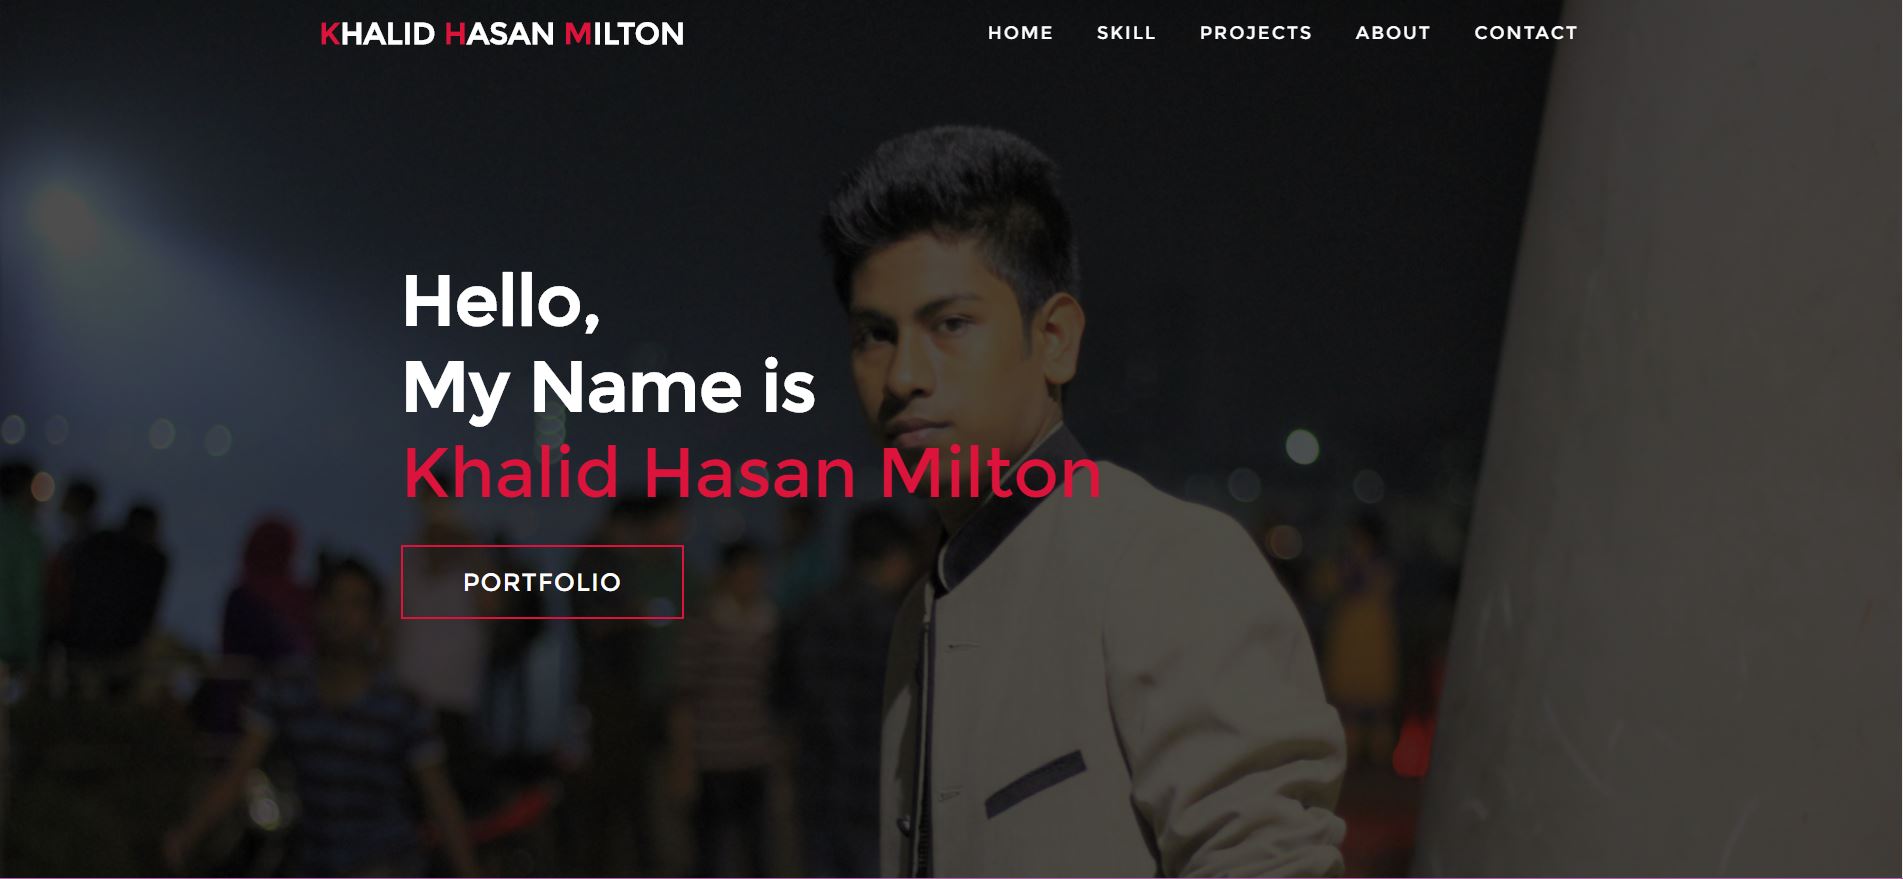 KHALID HASAN MILTON
HOME SKILL PROJECTS ABOUT CONTACT
Hello,
My Name is
Khalid Hasan Milton
PORTFOLIO